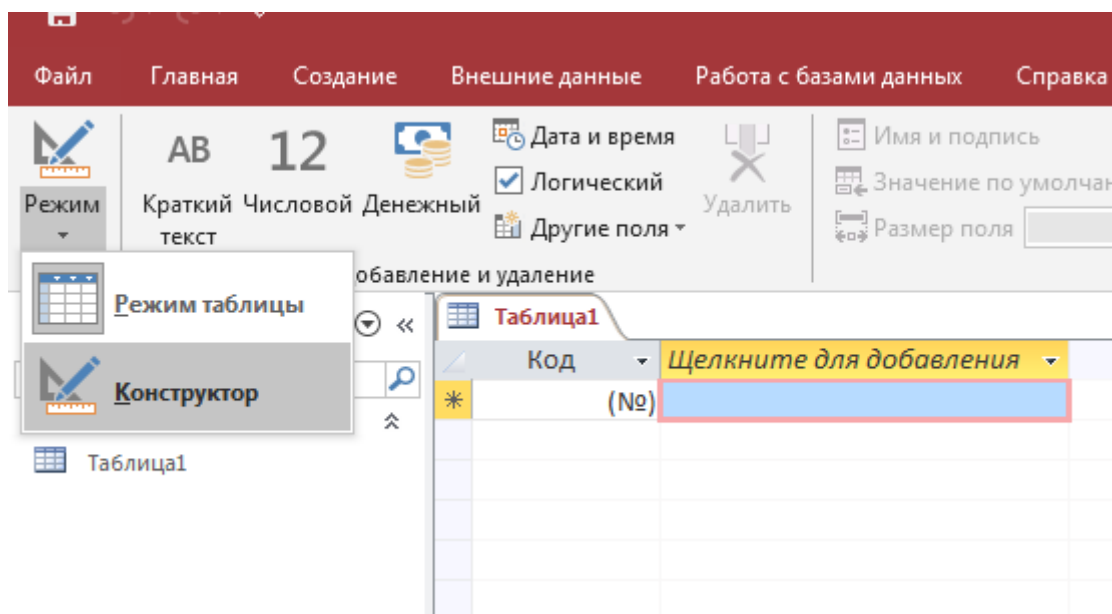 Файл Главная Создание Внешние данные Работа с базами данных Справка
Режим
AB
Краткий текст
12
Числовой
Денежный
Дата и время
Логический
Другие поля
Удалить
Имя и подпись
Значение по умолчан
Размер поля
обавление и удаление
Режим таблицы
Конструктор
Таблица1
Таблица1
Код Щелкните для добавления
(№)